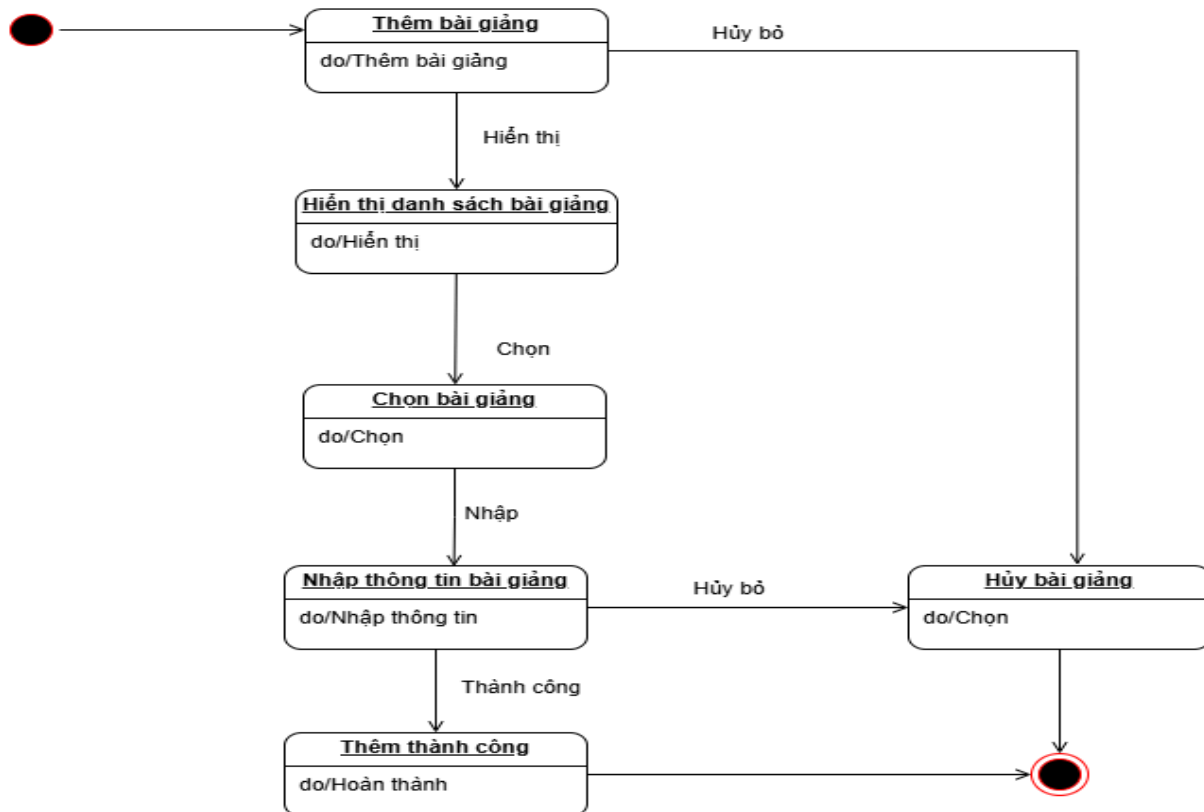 Thêm bài giảng
do/Thêm bài giảng
Hủy bỏ
Hiển thị
Hiển thị danh sách bài giảng
do/Hiển thị
Chọn
Chọn bài giảng
do/Chọn
Nhập
Nhập thông tin bài giảng
do/Nhập thông tin
Hủy bỏ
Hủy bài giảng
do/Chọn
Thành công
Thêm thành công
do/Hoàn thành